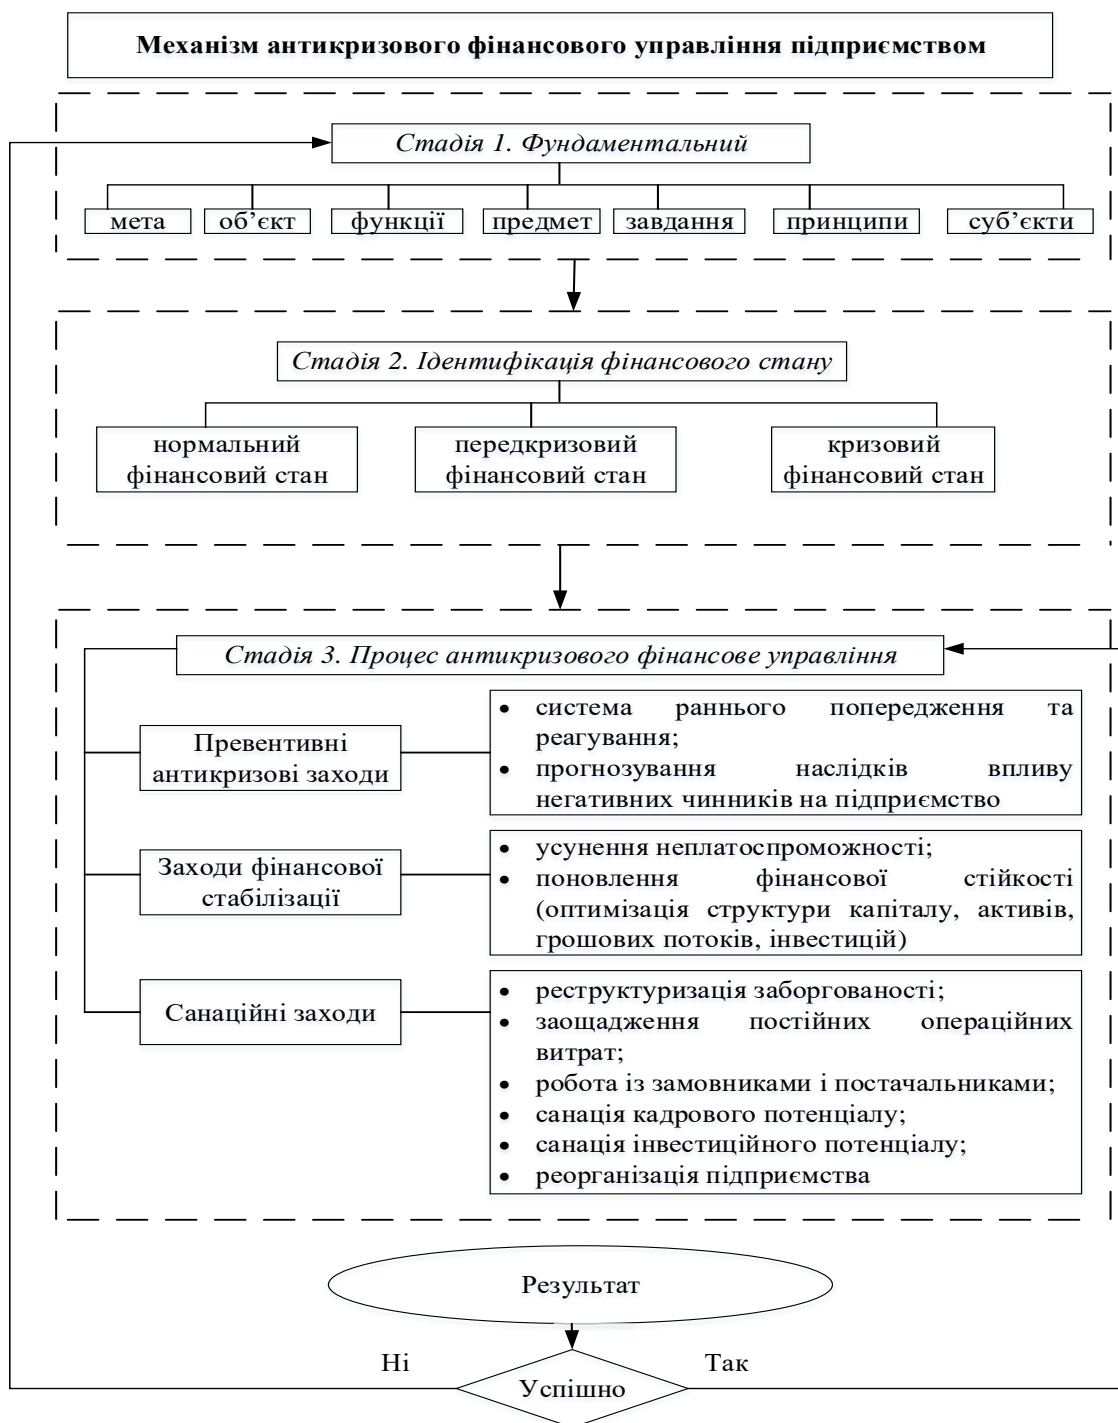 Механізм антикризового фінансового управління підприємством
Стадія 1. Фундаментальний
мета
об’єкт
функції
предмет
завдання
принципи
суб’єкти
Стадія 2. Ідентифікація фінансового стану
нормальний
фінансовий стан
передкризовий
фінансовий стан
кризовий
фінансовий стан
Стадія 3. Процес антикризового фінансове управління
Превентивні
антикризові заходи
• система раннього попередження та
реагування;
• прогнозування наслідків впливу
негативних чинників на підприємство
Заходи фінансової
стабілізації
• усунення неплатоспроможності;
• поновлення фінансової стійкості
(оптимізація структури капіталу, активів,
грошових потоків, інвестицій)
Санаційні заходи
• реструктуризація заборгованості;
• заощадження постійних операційних
витрат;
• робота із замовниками і постачальниками;
• санація кадрового потенціалу;
• санація інвестиційного потенціалу;
• реорганізація підприємства
Результат
Ні
Так
Успішно